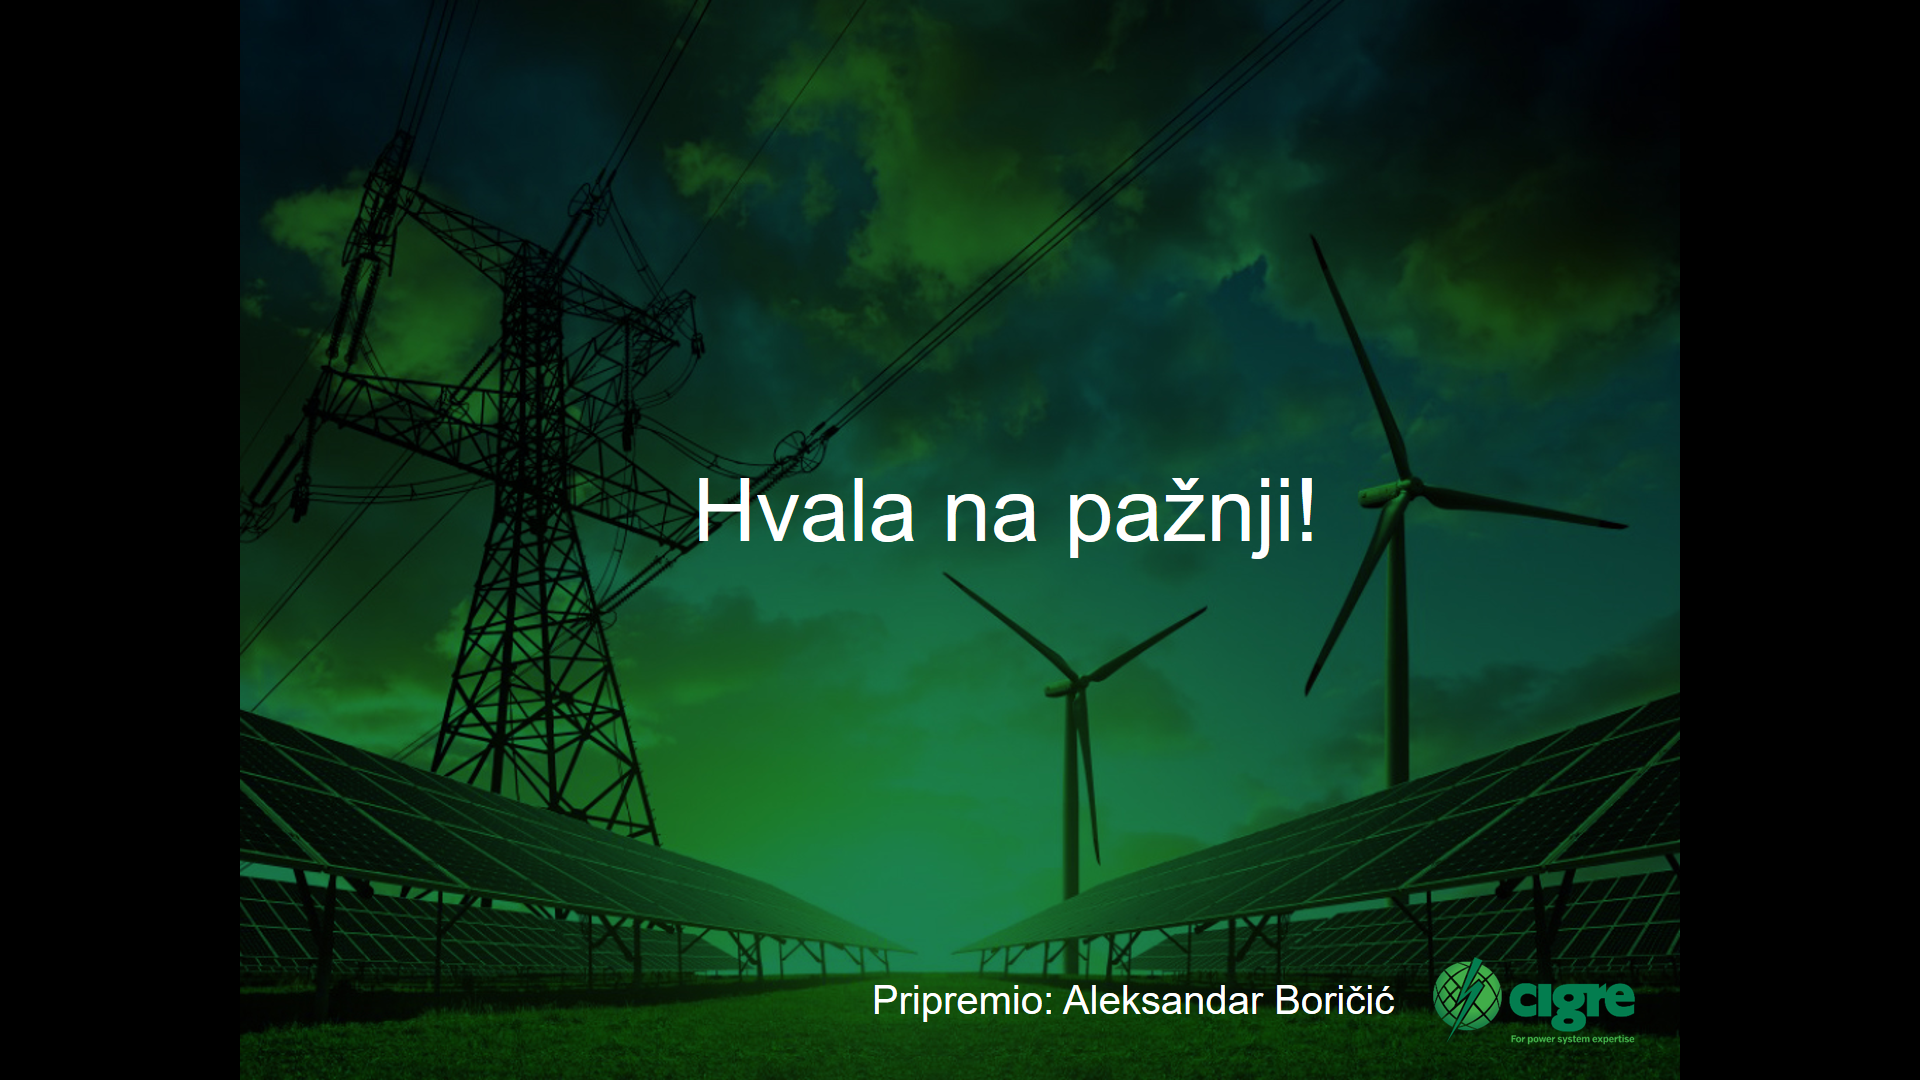 Hvala na pažnji!
Pripremio: Aleksandar Boričić
cigre
For power system expertise